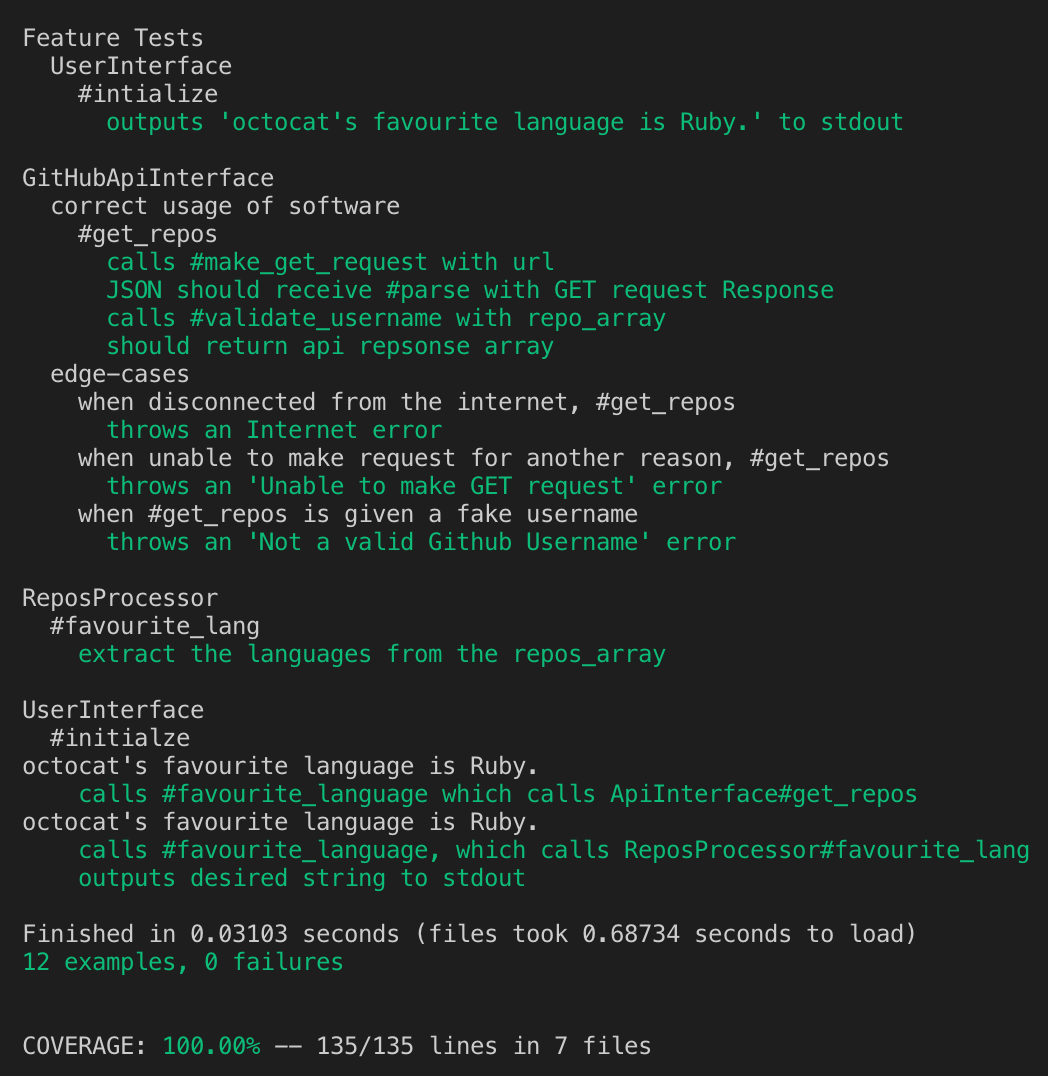 Feature Tests
UserInterface
#intialize
outputs 'octocat's favourite language is Ruby.' to stdout
GitHubApiInterface
correct usage of software
#get_repos
calls #make_get_request with url
JSON should receive #parse with GET request Response
calls #validate_username with repo_array
should return api repsonse array
edge-cases
when disconnected from the internet, #get_repos
throws an Internet error
when unable to make request for another reason, #get_repos
throws an 'Unable to make GET request' error
when #get_repos is given a fake username
throws an 'Not a valid Github Username' error
ReposProcessor
#favourite_lang
extract the languages from the repos_array
UserInterface
#initialze
octocat's favourite language is Ruby.
calls #favourite_language which calls ApiInterface#get_repos
octocat's favourite language is Ruby.
calls #favourite_language, which calls ReposProcessor#favourite_lang
outputs desired string to stdout
Finished in 0.03103 seconds (files took 0.68734 seconds to load)
12 examples, 0 failures
COVERAGE: 100.00% -- 135/135 lines in 7 files